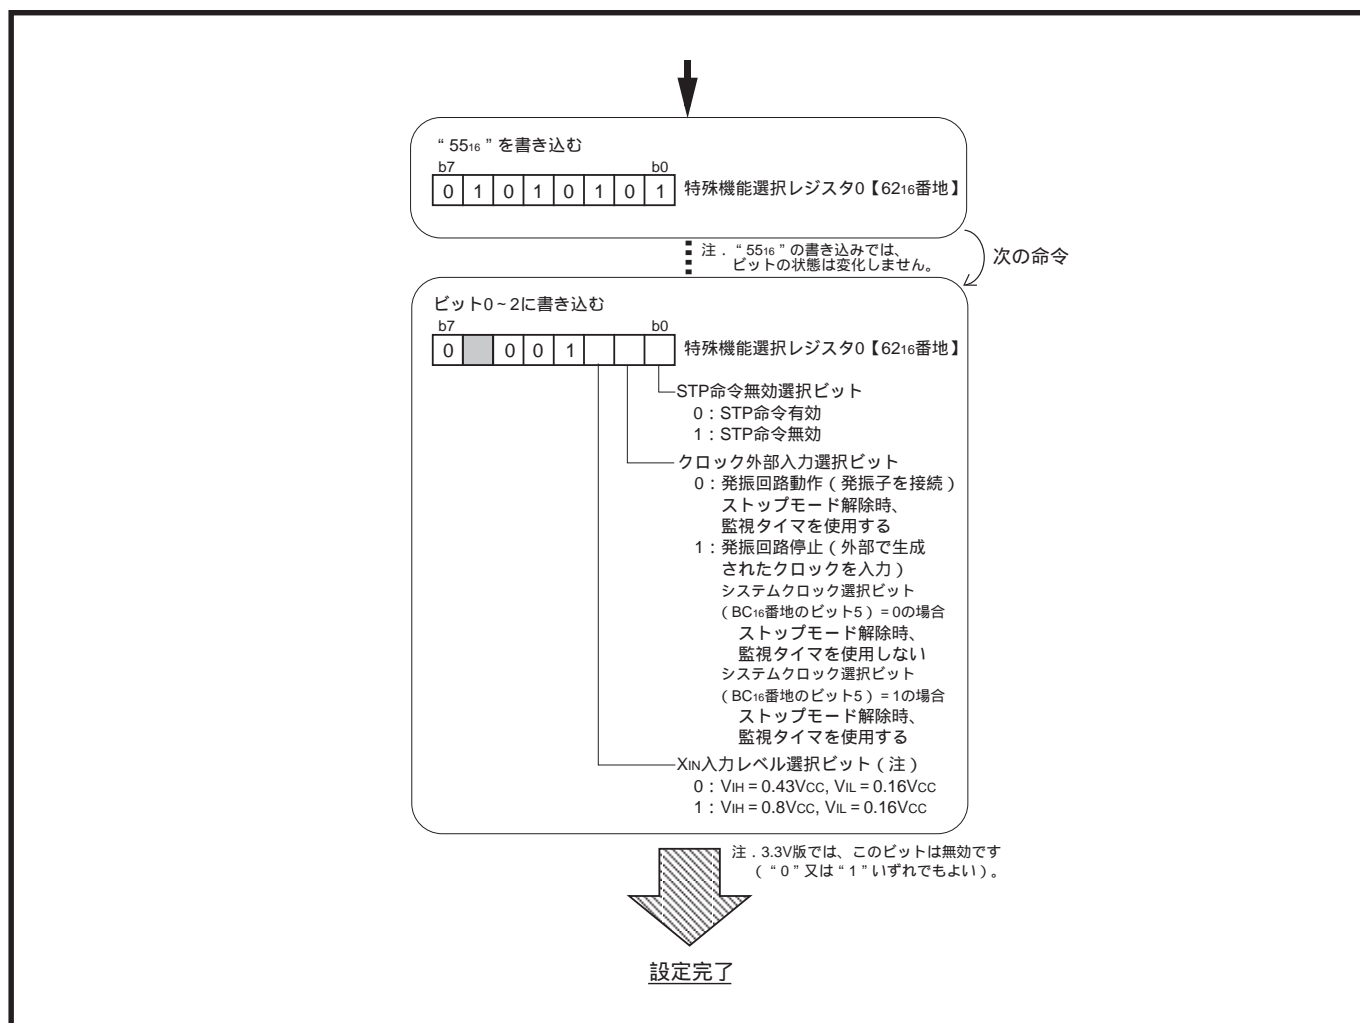 “ 5516 ” を書き込む
b7 b0
0 1 0 1 0 1 0 1 特殊機能選択レジスタ0【6216番地】
注．“ 5516 ” の書き込みでは、
ビットの状態は変化しません。
次の命令
ビット0~2に書き込む
b7 b0
0 0 0 1 特殊機能選択レジスタ0【6216番地】
STP命令無効選択ビット
0：STP命令有効
1：STP命令無効
クロック外部入力選択ビット
0：発振回路動作（発振子を接続）
ストップモード解除時、
監視タイマを使用する
1：発振回路停止（外部で生成
されたクロックを入力）
システムクロック選択ビット
（BC16番地のビット5）= 0の場合
ストップモード解除時、
監視タイマを使用しない
システムクロック選択ビット
（BC16番地のビット5）= 1の場合
ストップモード解除時、
監視タイマを使用する
XIN入力レベル選択ビット（注）
0：VIH = 0.43VCC, VIL = 0.16VCC
1：VIH = 0.8VCC, VIL = 0.16VCC
注．3.3V版では、このビットは無効です
（ “ 0 ” 又は “ 1 ” いずれでもよい）。
設定完了